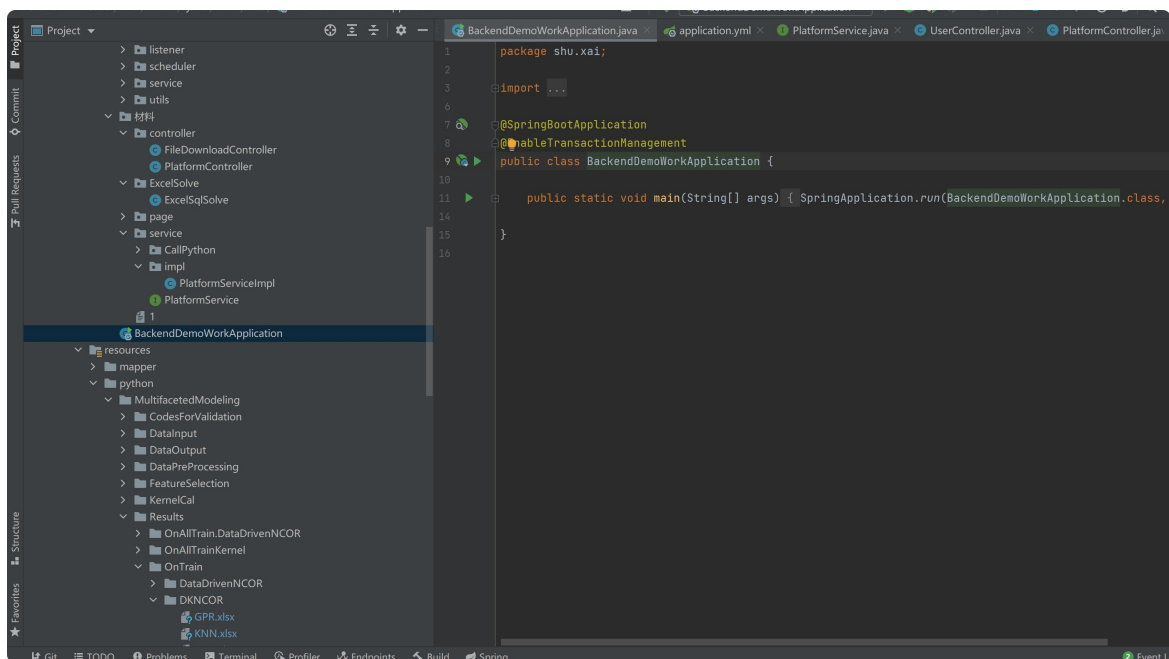 Project
BackendDemoWorkApplication.java
application.yml
PlatformService.java
UserController.java
PlatformController.ja
Project
Commit
Pull Requests
Structure
Favorites
listener
scheduler
service
utils
材料
controller
FileDownloadController
PlatformController
ExcelSolve
ExcelSqlSolve
page
service
CallPython
impl
PlatformServiceImpl
PlatformService
1
BackendDemoWorkApplication
resources
mapper
python
MultifacetedModeling
CodesForValidation
DataInput
DataOutput
DataPreProcessing
FeatureSelection
KernelCal
Results
OnAllTrain.DataDrivenNCOR
OnAllTrainKernel
OnTrain
DataDrivenNCOR
DKNCOR
GPR.xlsx
KNN.xlsx
1 package shu.xai;
2
3 import ...
6
7 @SpringBootApplication
8 @EnableTransactionManagement
9 public class BackendDemoWorkApplication {
10
11 public static void main(String[] args) { SpringApplication.run(BackendDemoWorkApplication.class,
14
15 }
16
Git TODO Problems Terminal Profiler Endpoints Build Spring
2 Event L